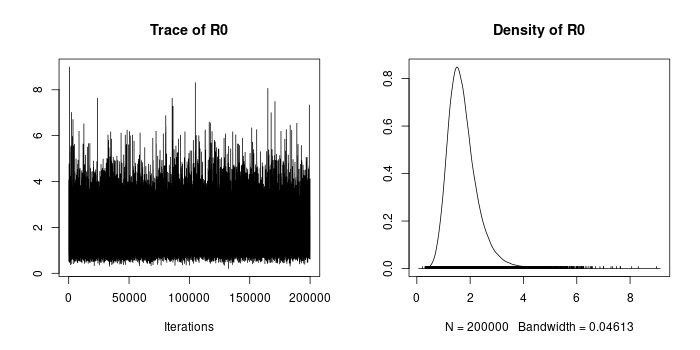 Trace of R0
8
6
4
2
0
0 50000 100000 150000 200000
Iterations
Density of R0
0.8
0.6
0.4
0.2
0.0
0 2 4 6 8
N = 200000 Bandwidth = 0.04613